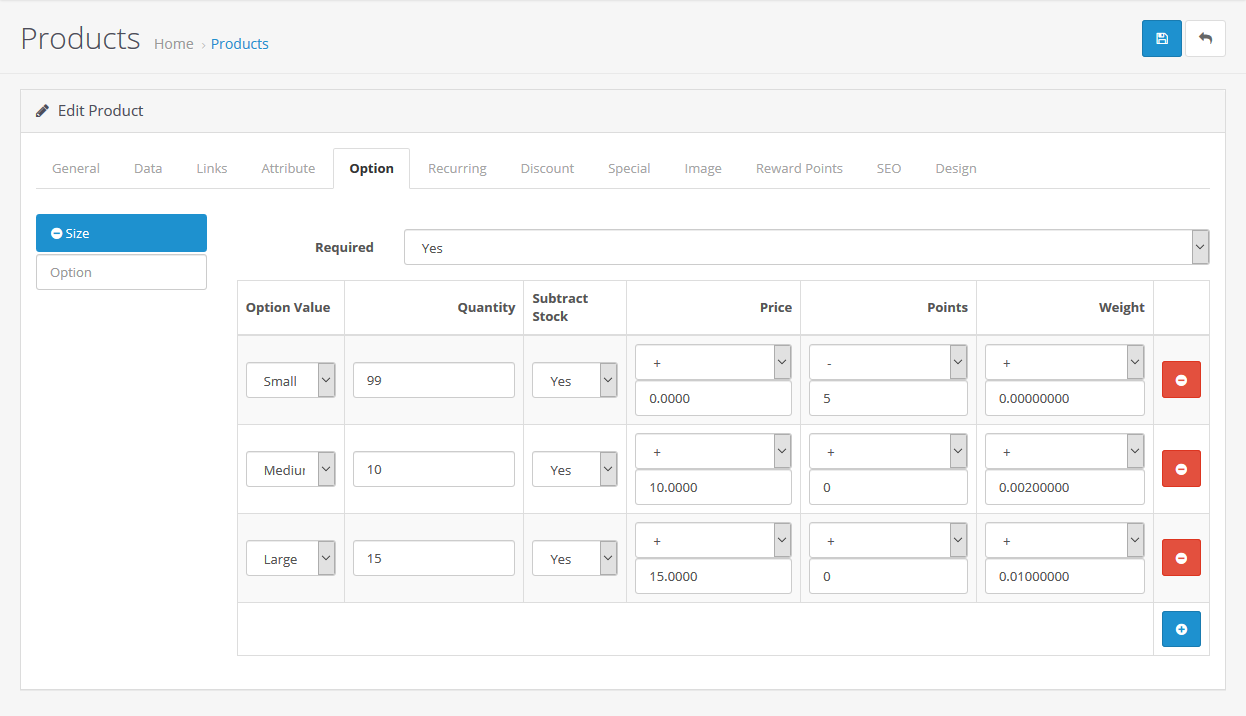 Products Home › Products
Edit Product
General Data Links Attribute Option Recurring Discount Special Image Reward Points SEO Design
Size
Option
Required Yes
Option Value Quantity Subtract Stock Price Points Weight
Small 99 Yes + - +
0.0000 5 0.00000000
Mediur 10 Yes + + +
10.0000 0 0.00200000
Large 15 Yes + + +
15.0000 0 0.01000000